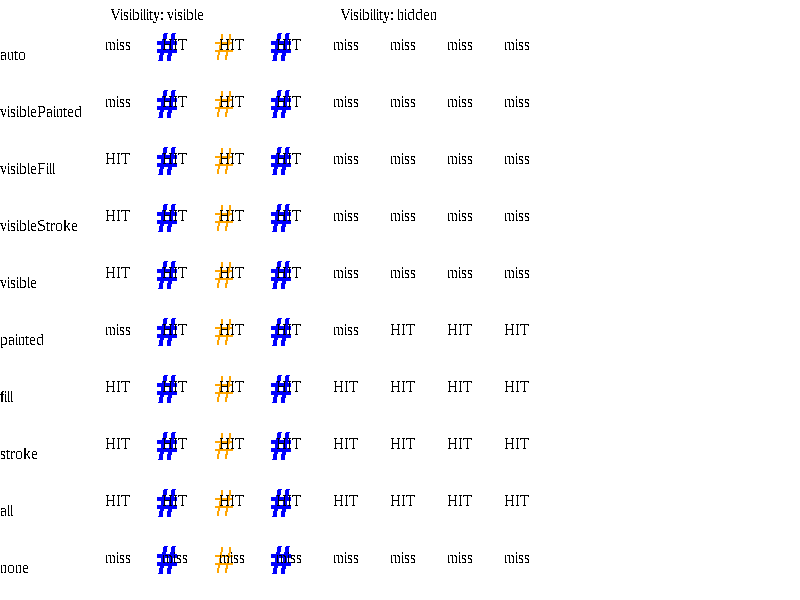 Visibility: visible Visibility: hidden
auto miss # HIT # HIT # HIT miss miss miss miss
visiblePainted miss # HIT # HIT # HIT miss miss miss miss
visibleFill HIT # HIT # HIT # HIT miss miss miss miss
visibleStroke HIT # HIT # HIT # HIT miss miss miss miss
visible HIT # HIT # HIT # HIT miss miss miss miss
painted miss # HIT # HIT # HIT miss HIT HIT HIT
fill HIT # HIT # HIT # HIT HIT HIT HIT HIT
stroke HIT # HIT # HIT # HIT HIT HIT HIT HIT
all HIT # HIT # HIT # HIT HIT HIT HIT HIT
none miss # miss # miss # miss miss miss miss miss